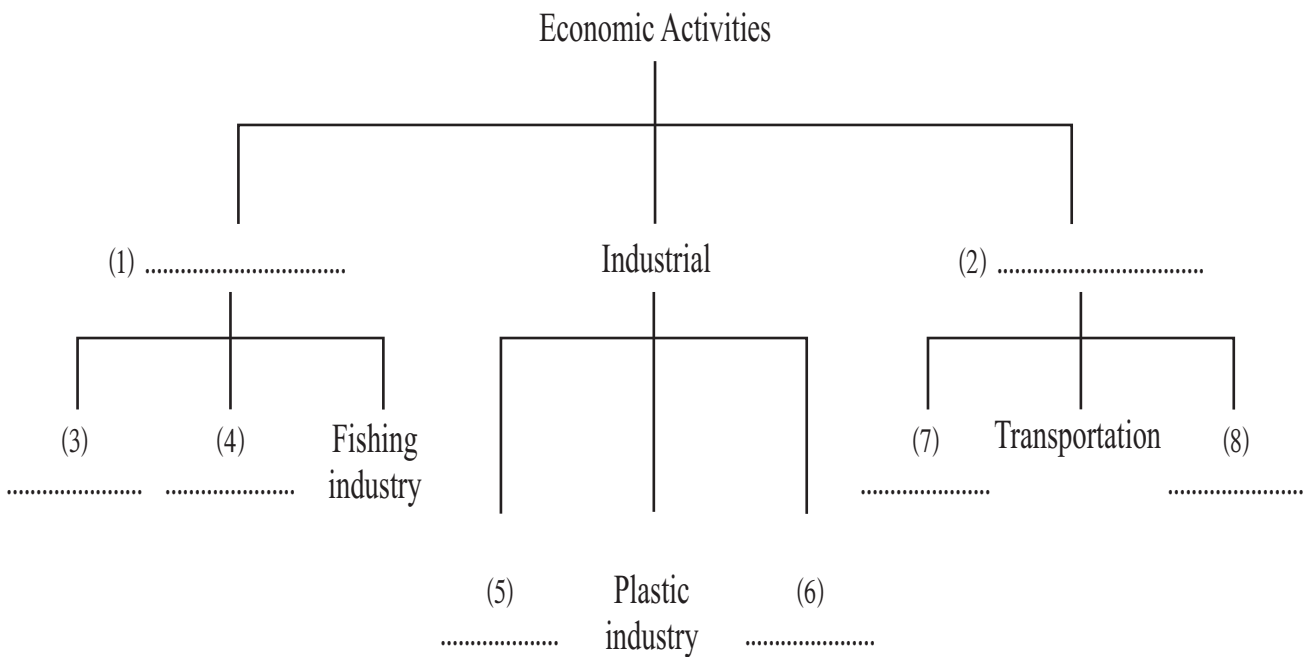 Economic Activities
(1) ..................................
Industrial
(2) ...................................
(3)
(4)
Fishing
industry
(7)
Transportation
(8)
.......................
......................
......................
.......................
(5)
Plastic
industry
(6)
....................
......................